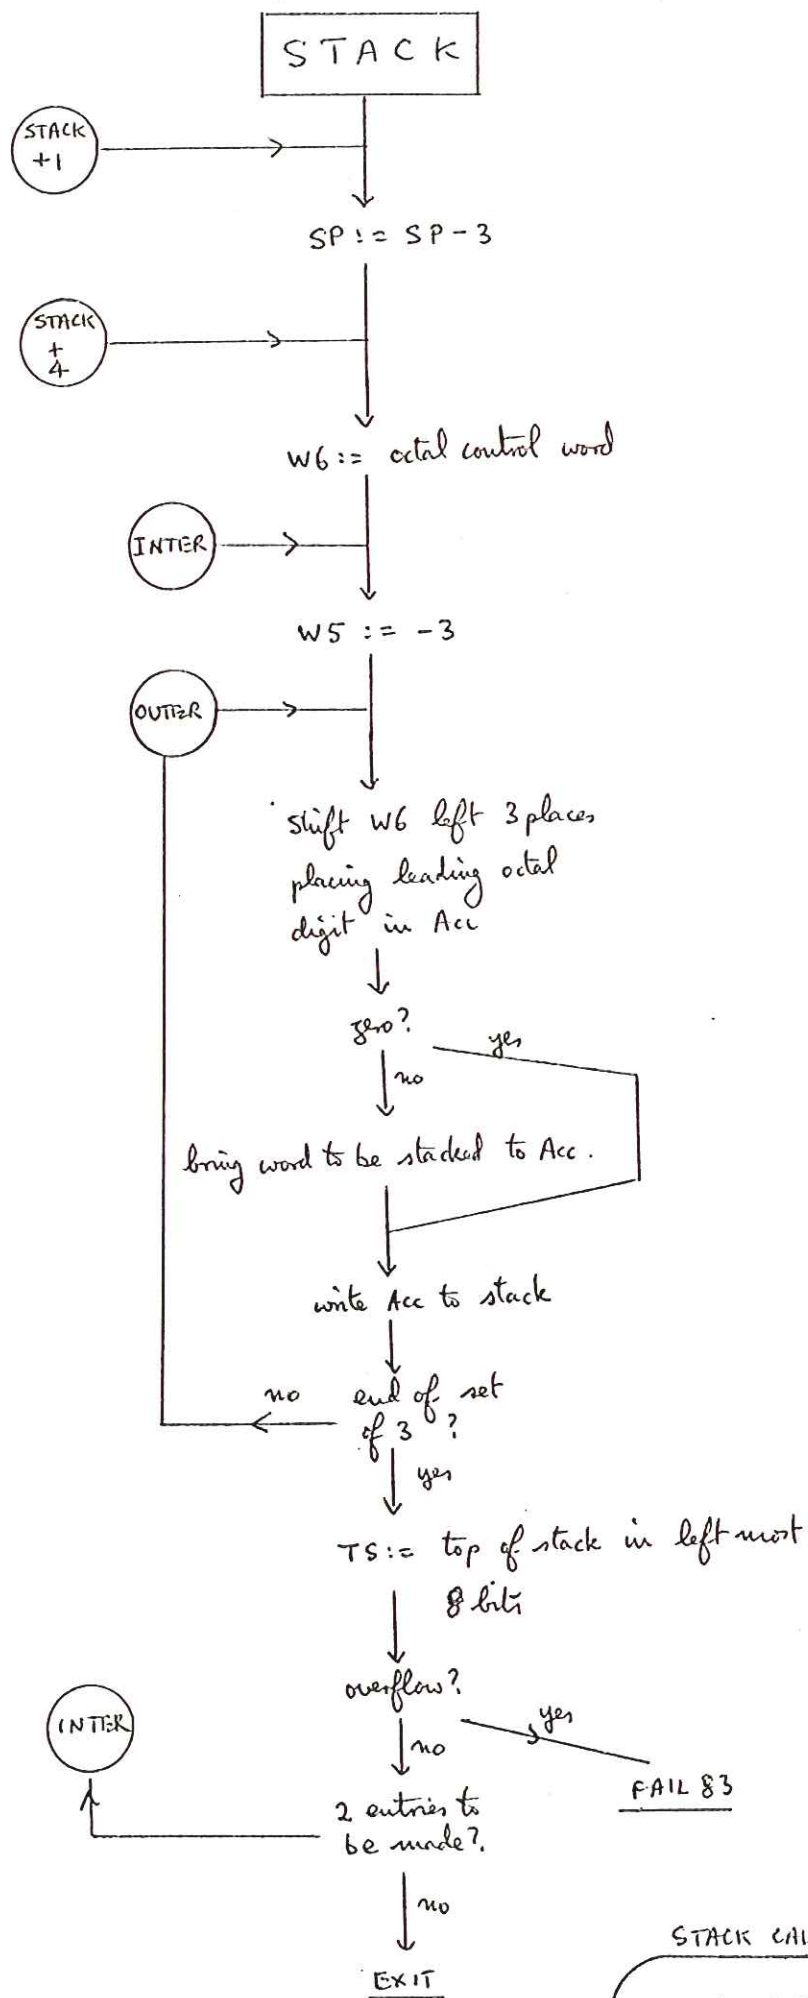 STACK
STACK
+1
SP := SP - 3
STACK
+
4
W6 := octal control word
INTER
W5 := -3
OUTER
Shift W6 left 3 places
placing leading octal
digit in Acc
zero?
yes
no
bring word to be stacked to Acc.
write Acc to stack
no
end of set
of 3 ?
yes
TS := top of stack in left most
8 bits
overflow?
yes
INTER
no
FAIL 83
2 entries to
be made?
no
STACK
EXIT